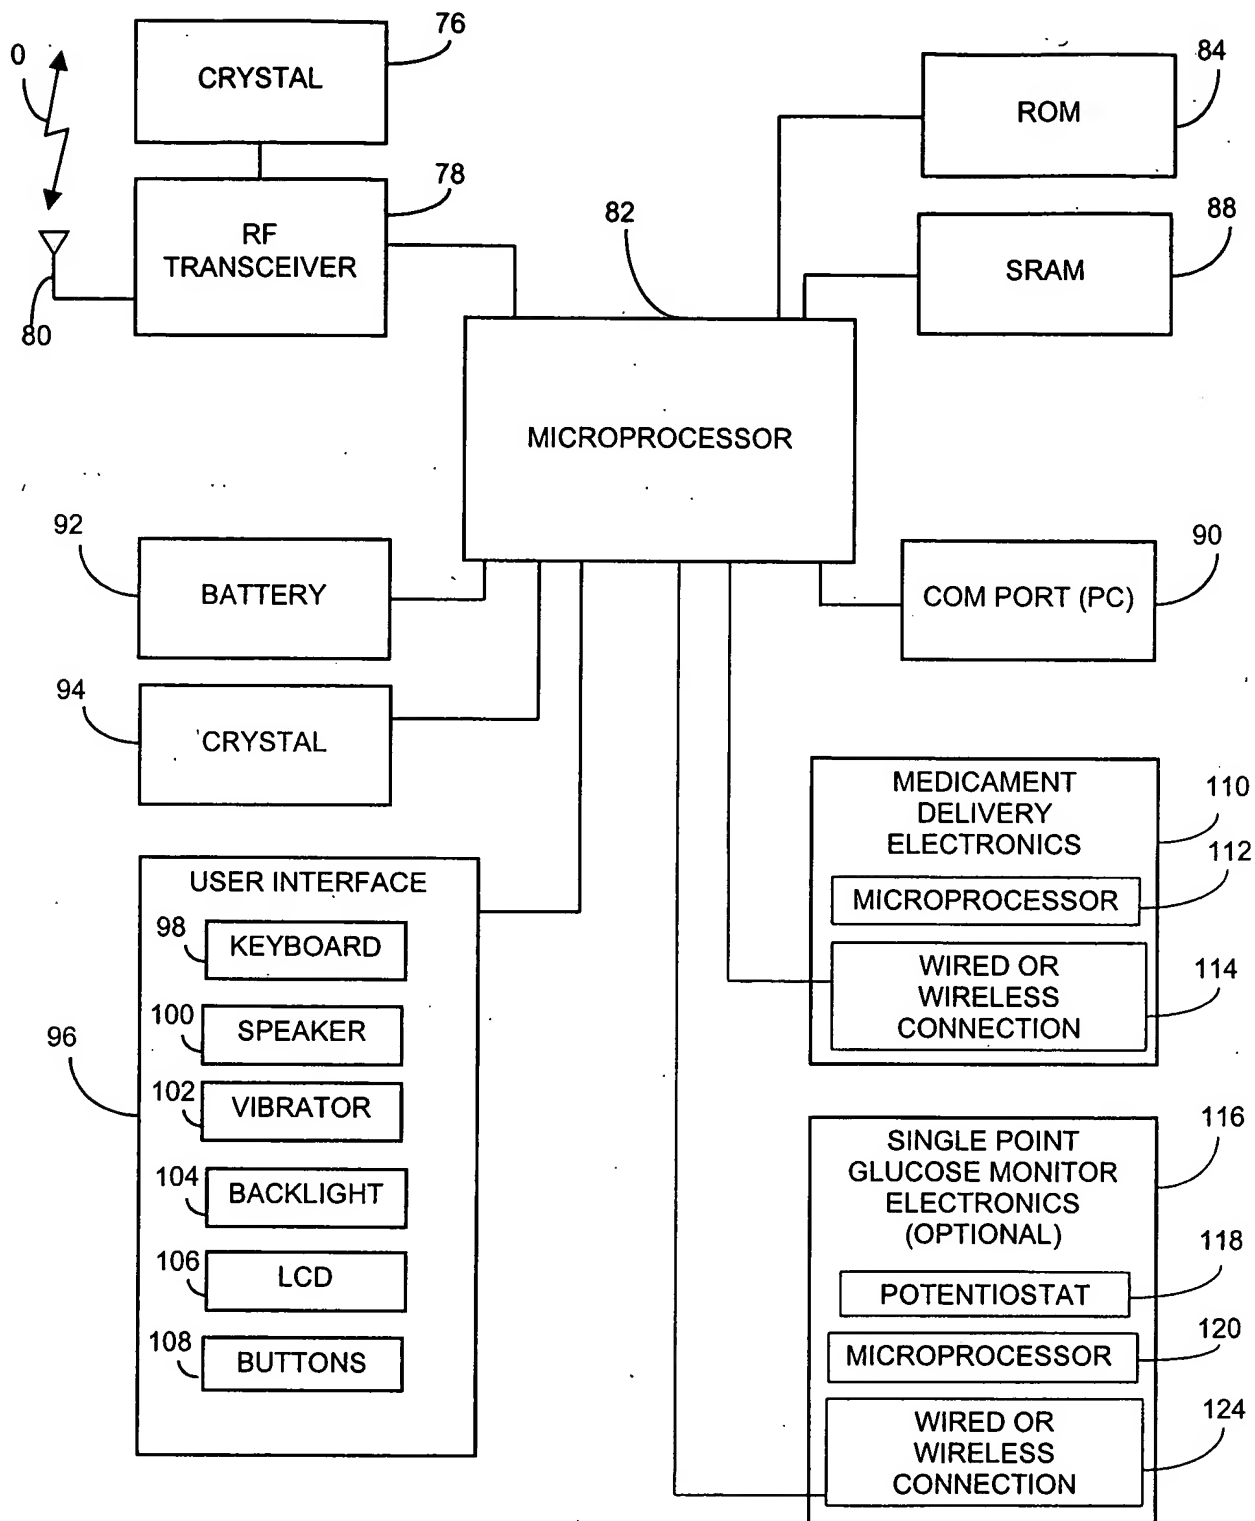 0
CRYSTAL
76
RF
TRANSCEIVER
78
80
82
MICROPROCESSOR
ROM
84
SRAM
88
92
BATTERY
COM PORT (PC)
90
94
CRYSTAL
96
USER INTERFACE
98
KEYBOARD
100
SPEAKER
102
VIBRATOR
104
BACKLIGHT
106
LCD
108
BUTTONS
MEDICAMENT
DELIVERY
ELECTRONICS
110
MICROPROCESSOR
112
WIRED OR
WIRELESS
CONNECTION
114
SINGLE POINT
GLUCOSE MONITOR
ELECTRONICS
(OPTIONAL)
116
POTENTIOSTAT
118
MICROPROCESSOR
120
WIRED OR
WIRELESS
CONNECTION
124